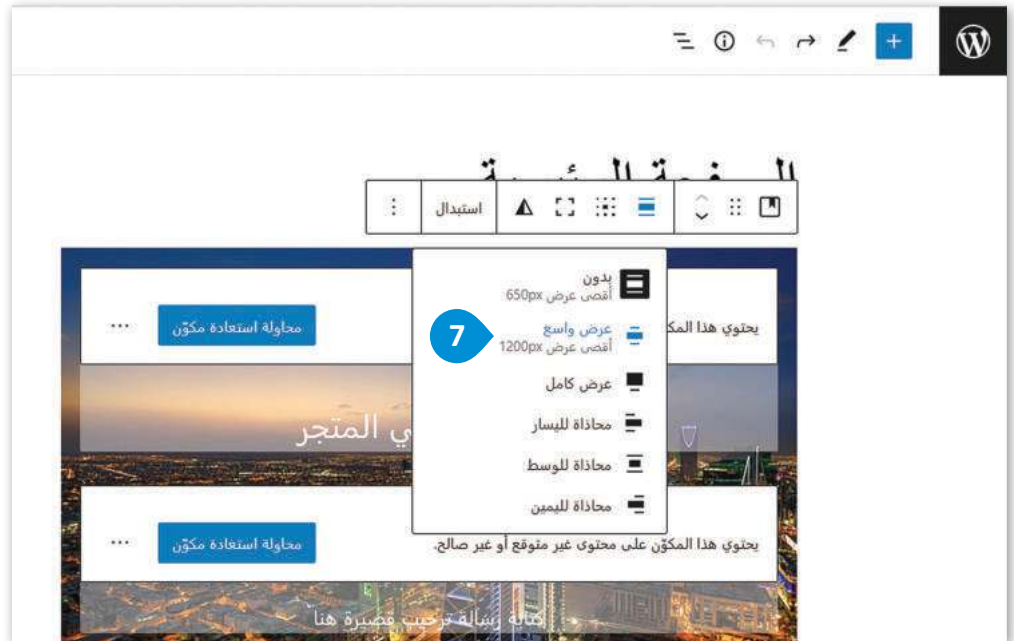 الصفحة الرئيسية
استبدال
بدون
أقصى عرض 650px
عرض واسع
أقصى عرض 1200px
7
عرض كامل
محاذاة لليسار
محاذاة للوسط
محاذاة لليمين
يحتوي هذا المك
محاولة استعادة مكوّن
ي المتجر
يحتوي هذا المكوّن على محتوى غير متوقع أو غير صالح.
محاولة استعادة مكوّن
كتابة رسالة ترحيب قصيرة هنا